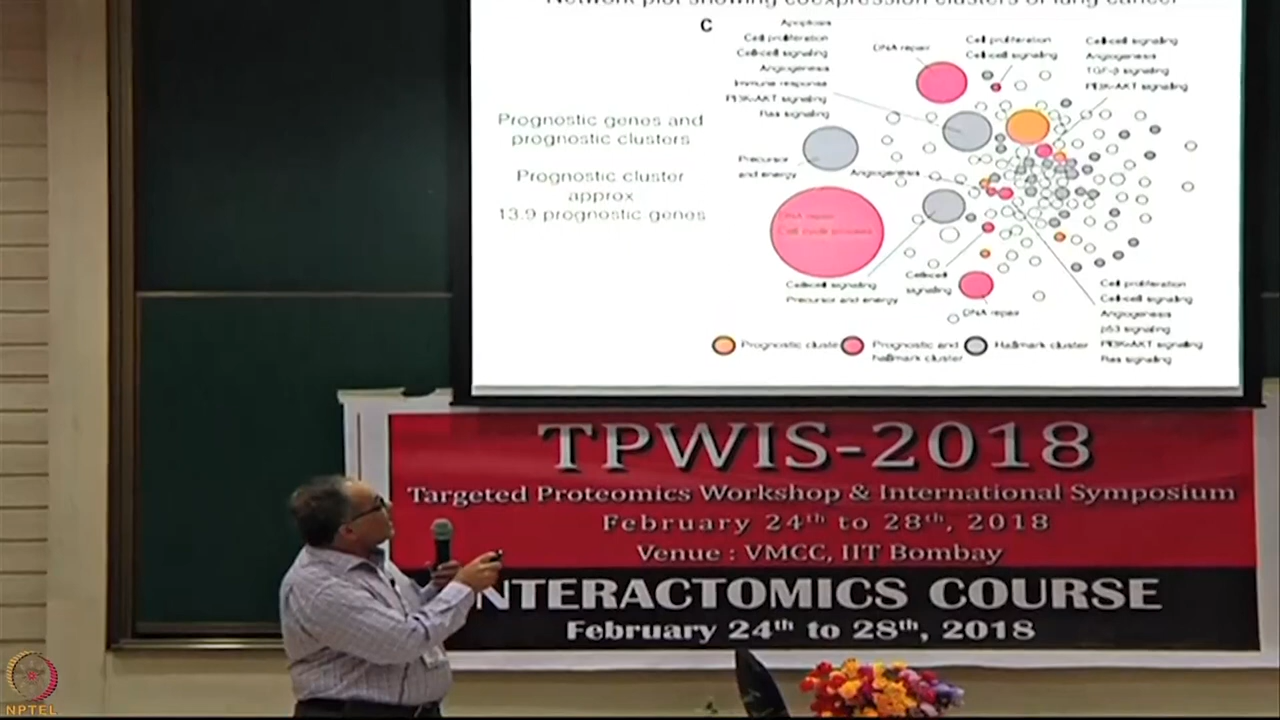 Network plot showing coexpression clusters of lung cancer
C
Prognostic genes and
prognostic clusters
Prognostic cluster
approx
13.9 prognostic genes
Apoptosis
Cell proliferation
Cell-cell signaling
Angiogenesis
Immune response
PI3K-AKT signaling
Ras signaling
DNA repair
Cell proliferation
Cell-cell signaling
Cell-cell signaling
Angiogenesis
TGF-β signaling
PI3K-AKT signaling
Precursor
and energy
Angiogenesis
DNA repair
Cell cycle process
Cell-cell signaling
Precursor and energy
Cell-cell
signaling
DNA repair
Cell proliferation
Cell-cell signaling
Angiogenesis
p53 signaling
PI3K-AKT signaling
Ras signaling
Prognostic cluster
Prognostic and
hallmark cluster
Hallmark cluster
TPWIS-2018
Targeted Proteomics Workshop & International Symposium
February 24th to 28th, 2018
Venue : VMCC, IIT Bombay
INTERACTOMICS COURSE
February 24th to 28th, 2018
NPTEL